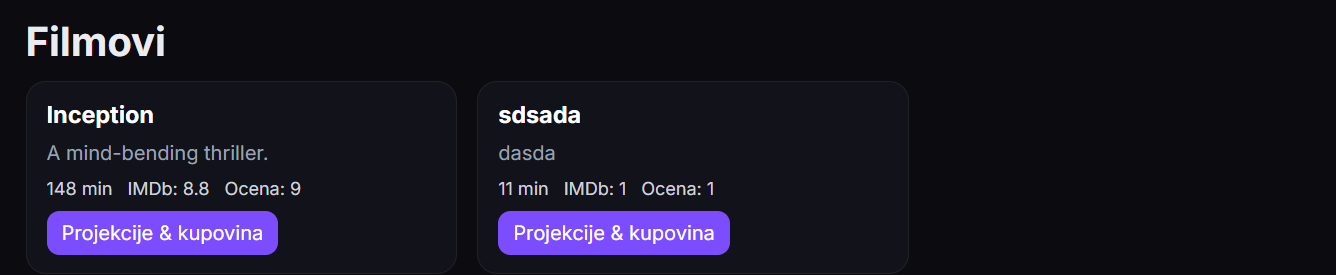 Filmovi
Inception
A mind-bending thriller.
148 min IMDb: 8.8 Ocena: 9
Projekcije & kupovina
sdsada
dasda
11 min IMDb: 1 Ocena: 1
Projekcije & kupovina